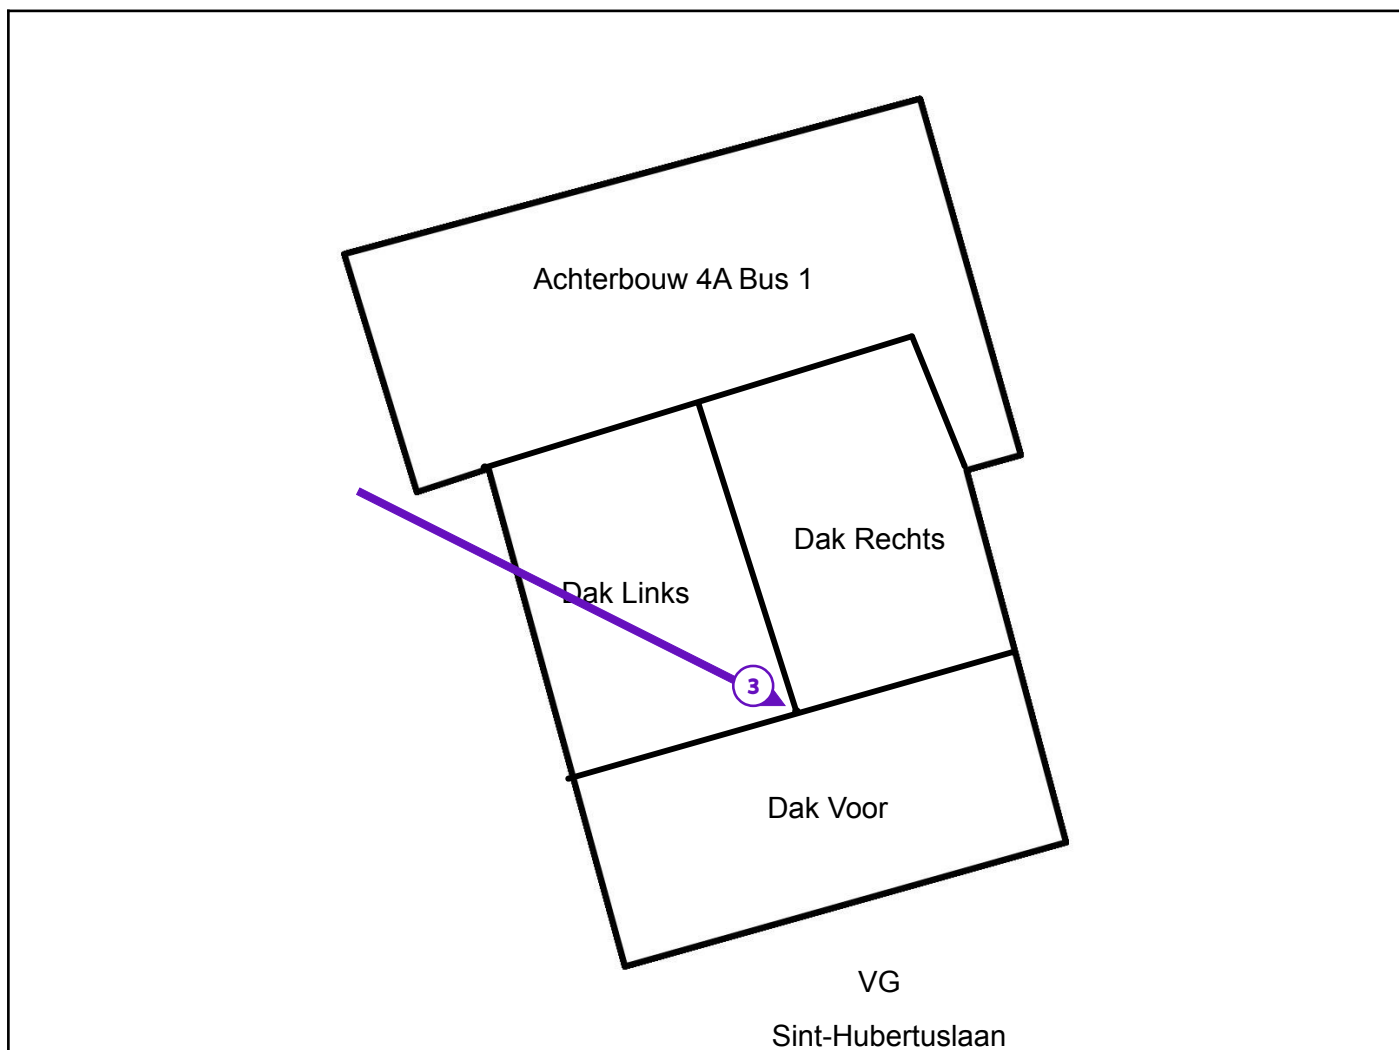 Achterbouw 4A Bus 1
Dak Rechts
Dak Links
3
Dak Voor
VG
Sint-Hubertuslaan